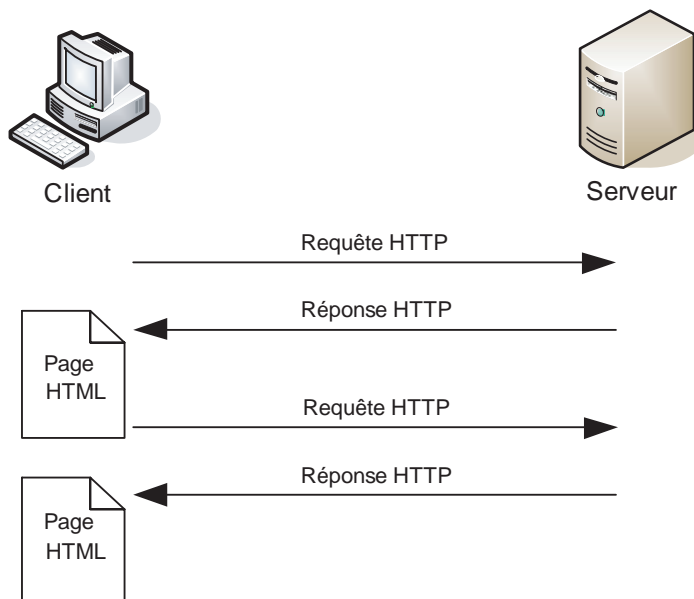 Client
Serveur
Requête HTTP
Réponse HTTP
Page
HTML
Requête HTTP
Réponse HTTP
Page
HTML